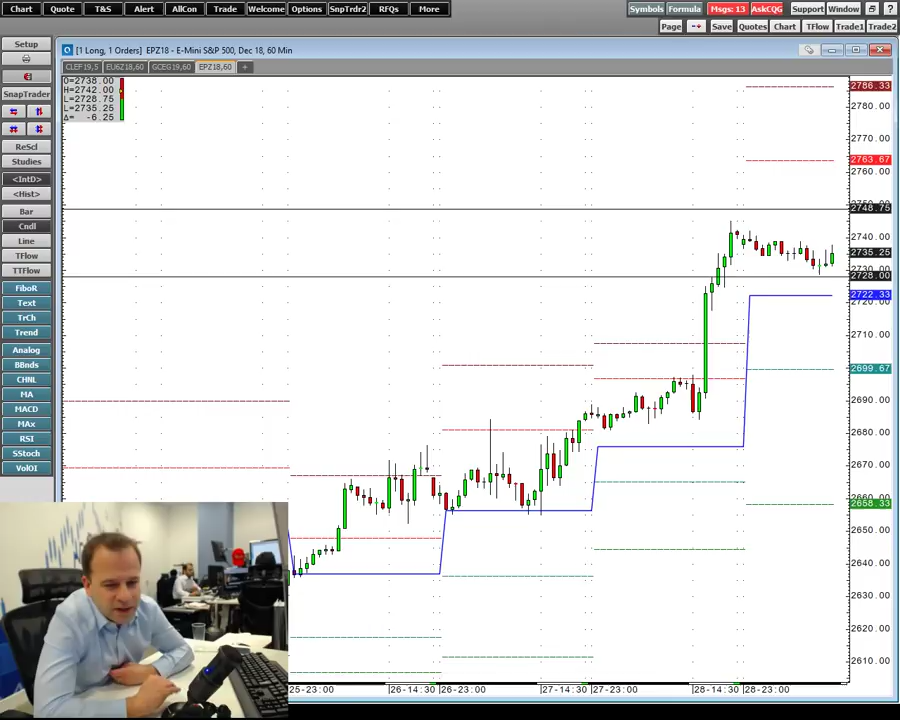 Chart Quote T&S Alert AllCon Trade Welcome Options SnpTrdr2 RFQs More Symbols Formula Msgs: 13 AskCQG Support Window
Page Save Quotes Chart TFlow Trade1 Trade2
[1 Long, 1 Orders] EPZ18 - E-Mini S&P 500, Dec 18, 60 Min
CLEF19,5 EU6Z18,60 GCEG19,60 EPZ18,60 +
O=2738.00
H=2742.00
L=2728.75
L=2735.25
Δ= -6.25
Setup
SnapTrader
ReScl
Studies
<IntD>
<Hist>
Bar
Cndl
Line
TFlow
TTFlow
FiboR
Text
TrCh
Trend
Analog
BBnds
CHNL
MA
MACD
MAx
RSI
SStoch
VolOI
2786.33
2780.00
2770.00
2763.67
2760.00
2748.75
2740.00
2735.25
2730.00
2728.00
2722.33
2710.00
2699.67
2690.00
2680.00
2670.00
2660.00
2658.33
2650.00
2640.00
2630.00
2620.00
2610.00
25-23:00 26-14:30 26-23:00 27-14:30 27-23:00 28-14:30 28-23:00